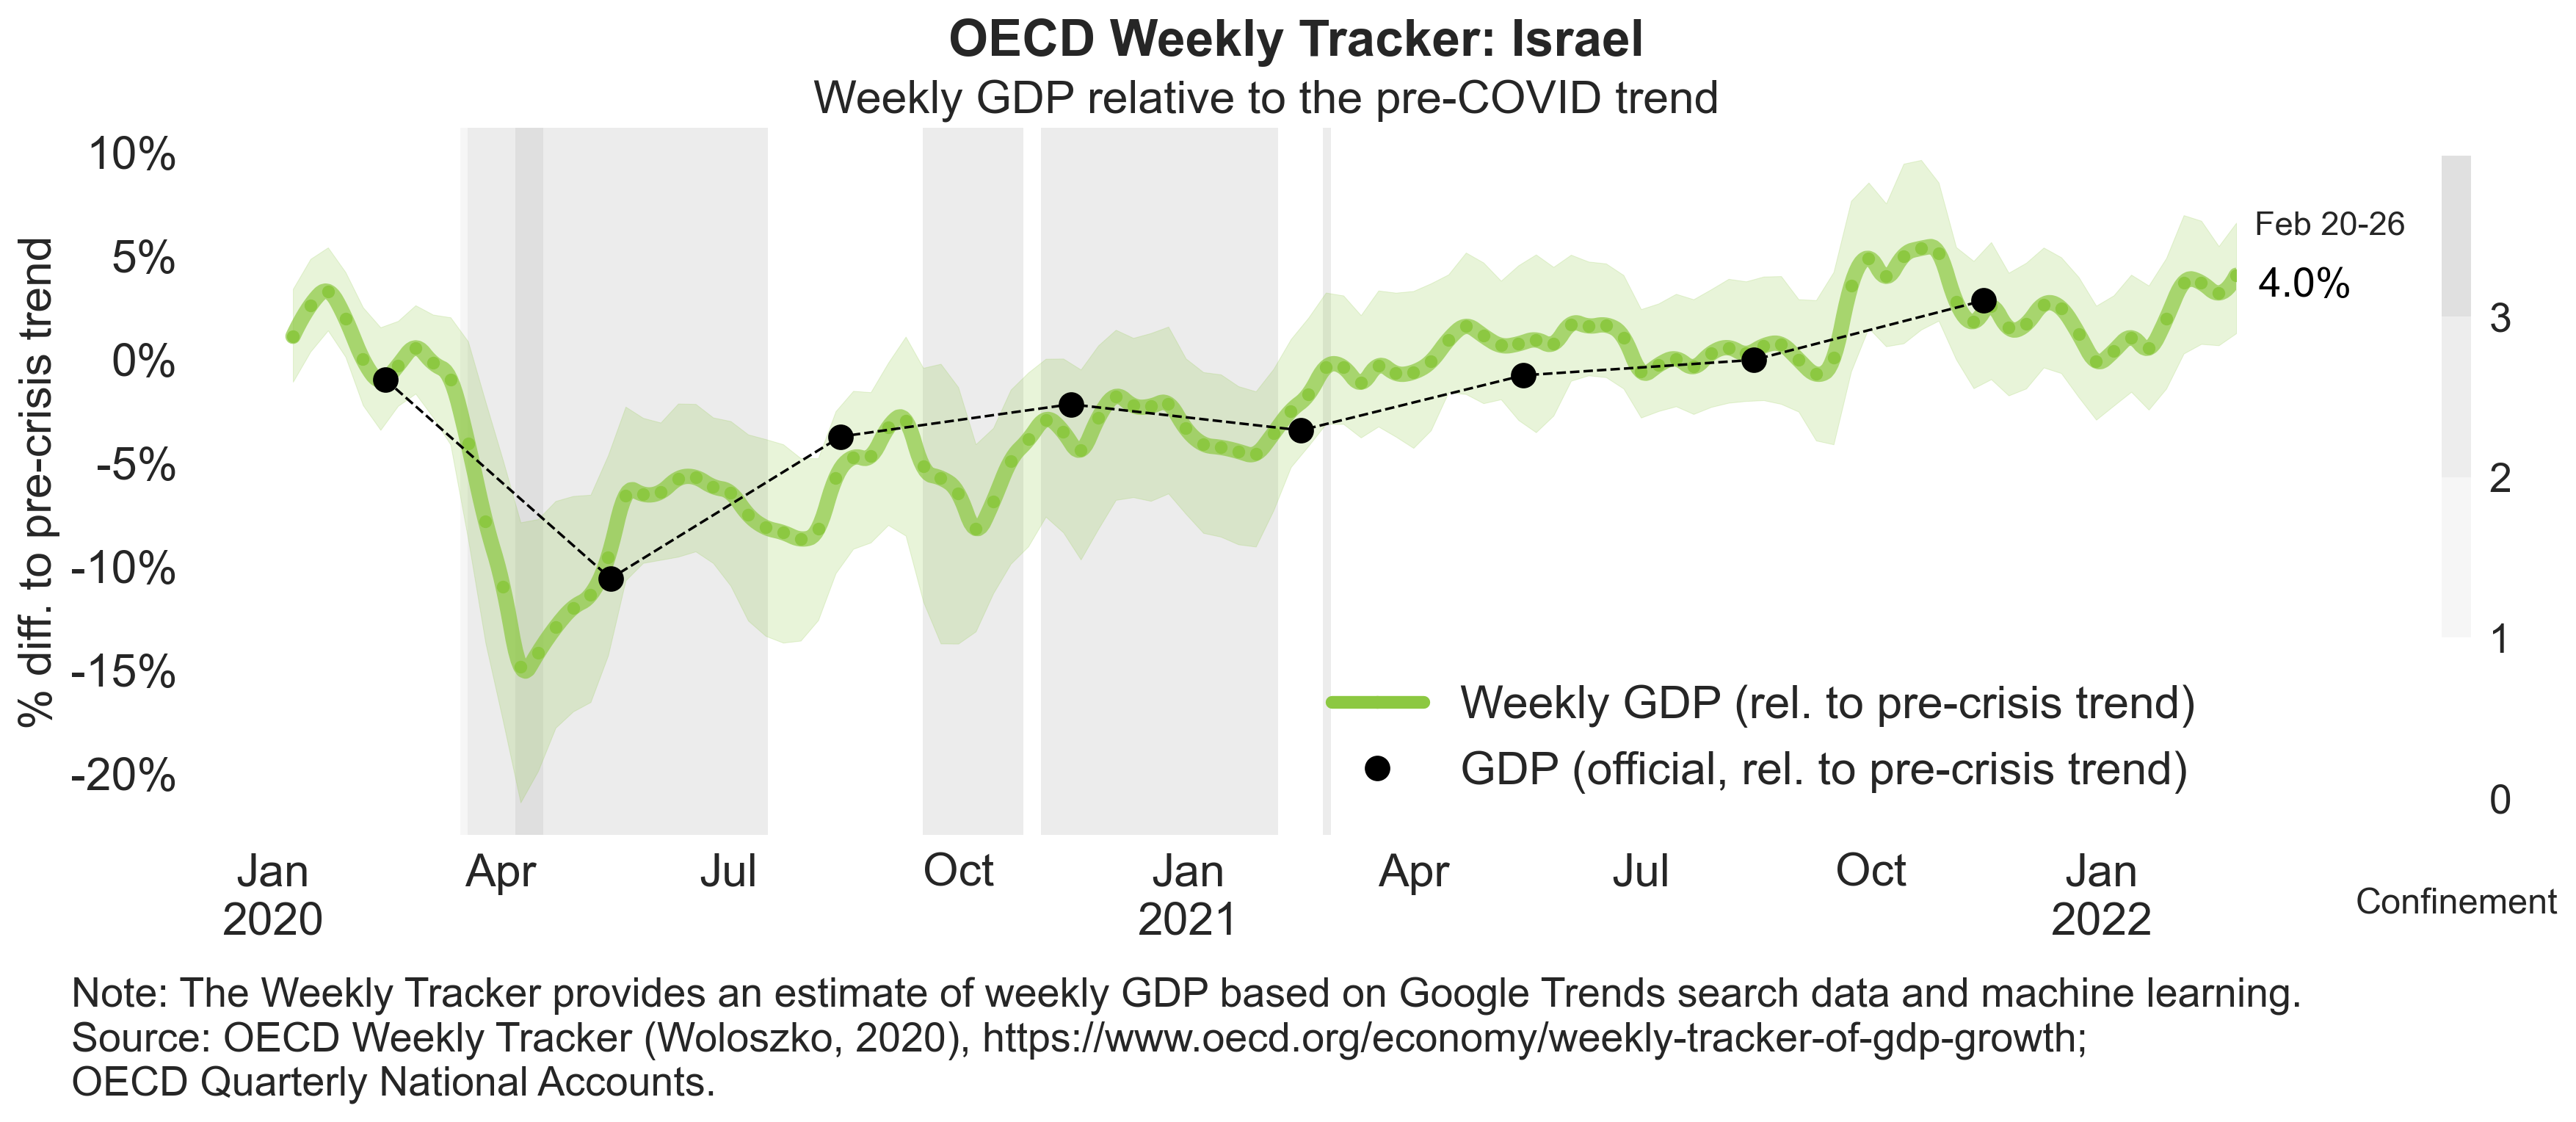 OECD Weekly Tracker: Israel
Weekly GDP relative to the pre-COVID trend
% diff. to pre-crisis trend
10%
5%
0%
-5%
-10%
-15%
-20%
Feb 20-26
4.0%
3
2
1
0
Confinement
Weekly GDP (rel. to pre-crisis trend)
GDP (official, rel. to pre-crisis trend)
Jan Apr Jul Oct Jan Apr Jul Oct Jan
2020 2021 2022
Note: The Weekly Tracker provides an estimate of weekly GDP based on Google Trends search data and machine learning.
Source: OECD Weekly Tracker (Woloszko, 2020), https://www.oecd.org/economy/weekly-tracker-of-gdp-growth;
OECD Quarterly National Accounts.